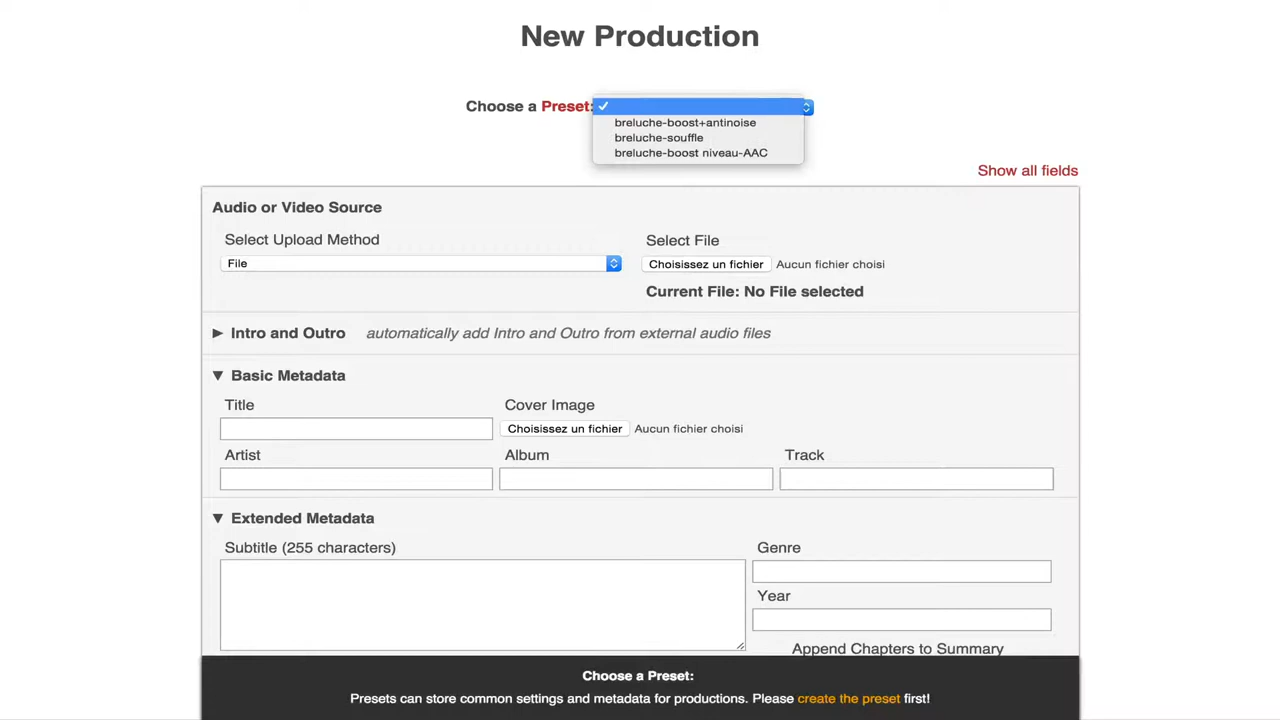 New Production
Choose a Preset:
breluche-boost+antinoise
breluche-souffle
breluche-boost niveau-AAC
Show all fields
Audio or Video Source
Select Upload Method
Select File
File
Choisissez un fichier Aucun fichier choisi
Current File: No File selected
Intro and Outro automatically add Intro and Outro from external audio files
Basic Metadata
Title
Cover Image
Choisissez un fichier Aucun fichier choisi
Artist
Album
Track
Extended Metadata
Subtitle (255 characters)
Genre
Year
Append Chapters to Summary
Choose a Preset:
Presets can store common settings and metadata for productions. Please create the preset first!